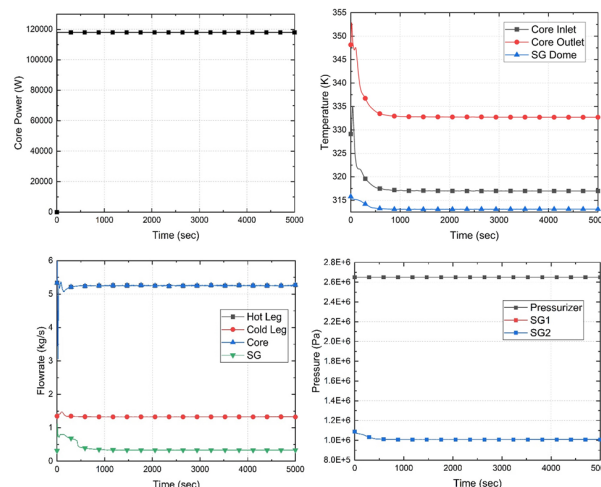 120000
100000
80000
60000
40000
20000
0
Core Power (W)
0 1000 2000 3000 4000 5000
Time (sec)
355
350
345
340
335
330
325
320
315
Temperature (K)
Core Inlet
Core Outlet
SG Dome
0 1000 2000 3000 4000 5000
Time (sec)
6
5
4
3
2
1
0
Flowrate (kg/s)
Hot Leg
Cold Leg
Core
SG
0 1000 2000 3000 4000 5000
Time (sec)
2.8E+6
2.6E+6
2.4E+6
2.2E+6
2.0E+6
1.8E+6
1.6E+6
1.4E+6
1.2E+6
1.0E+6
8.0E+5
Pressure (Pa)
Pressurizer
SG1
SG2
0 1000 2000 3000 4000 5000
Time (sec)